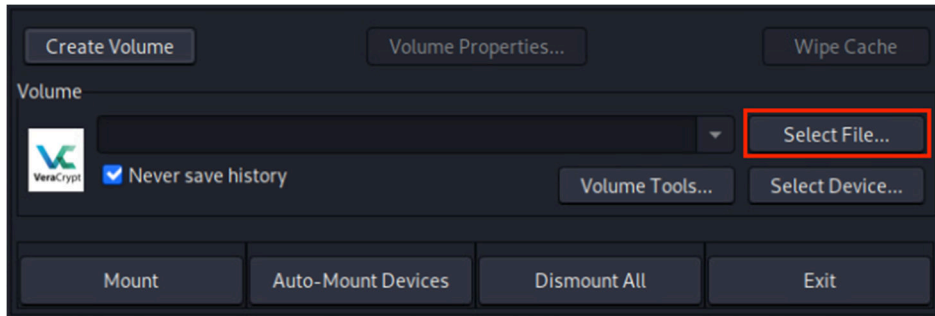 Create Volume Volume Properties... Wipe Cache
Volume
Select File...
VeraCrypt Never save history Volume Tools... Select Device...
Mount Auto-Mount Devices Dismount All Exit